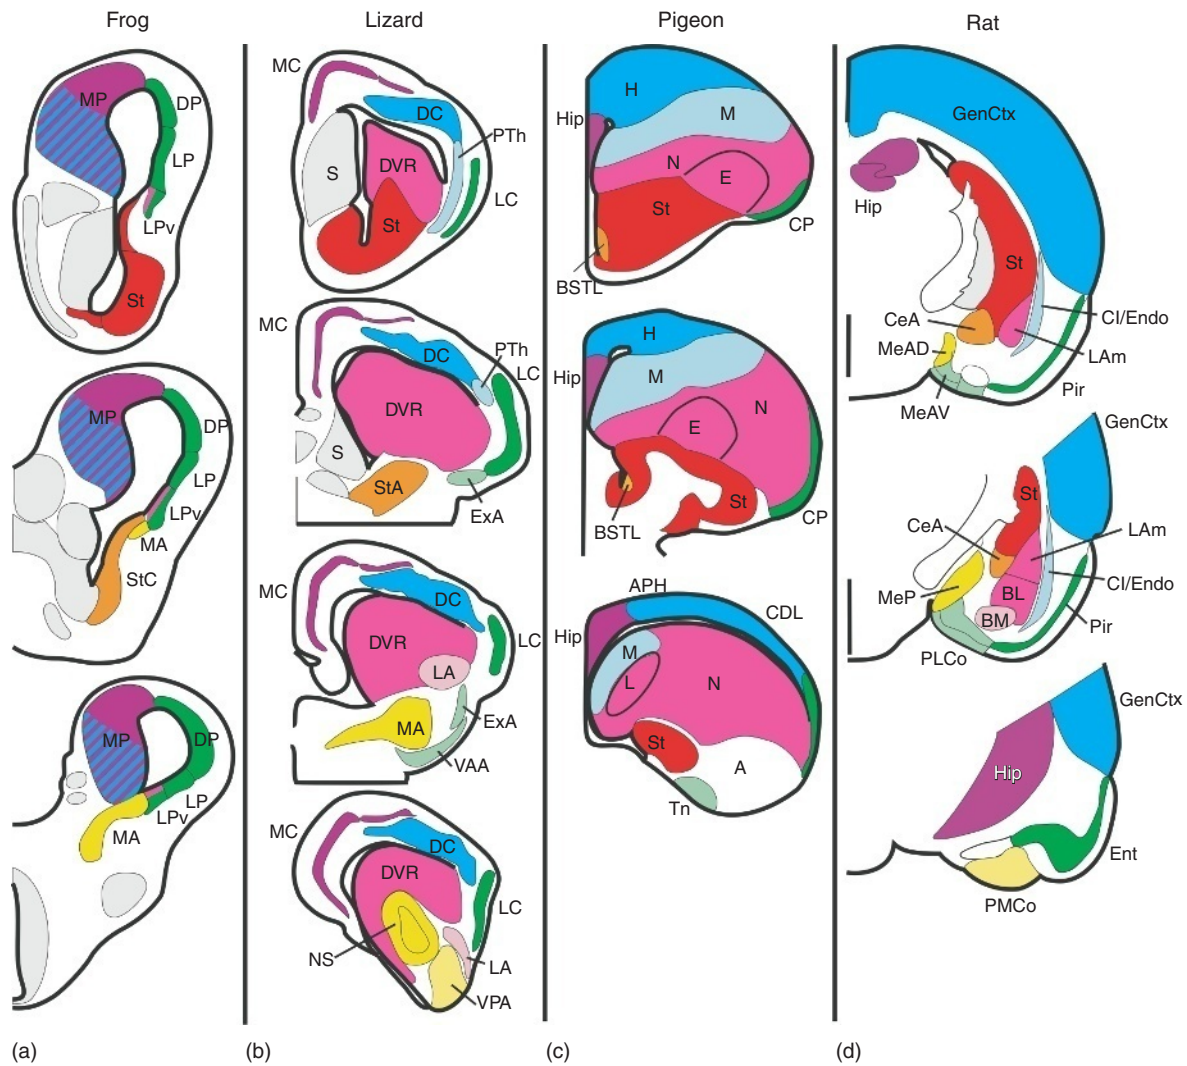 Frog
Lizard
Pigeon
Rat
MP
DP
LP
LPv
St
MP
DP
LP
LPv
MA
StC
MP
DP
LP
LPv
MA
MC
DC
PTh
S
DVR
LC
St
MC
DC
PTh
LC
DVR
S
StA
ExA
MC
DC
DVR
LC
LA
MA
ExA
VAA
MC
DC
DVR
LC
NS
LA
VPA
H
Hip
M
N
E
St
CP
BSTL
H
Hip
M
N
E
St
BSTL
CP
APH
CDL
Hip
M
L
N
St
A
Tn
GenCtx
Hip
St
CeA
CI/Endo
MeAD
LAm
MeAV
Pir
GenCtx
St
CeA
LAm
CI/Endo
MeP
BL
BM
Pir
PLCo
GenCtx
Hip
Ent
PMCo
(a)
(b)
(c)
(d)